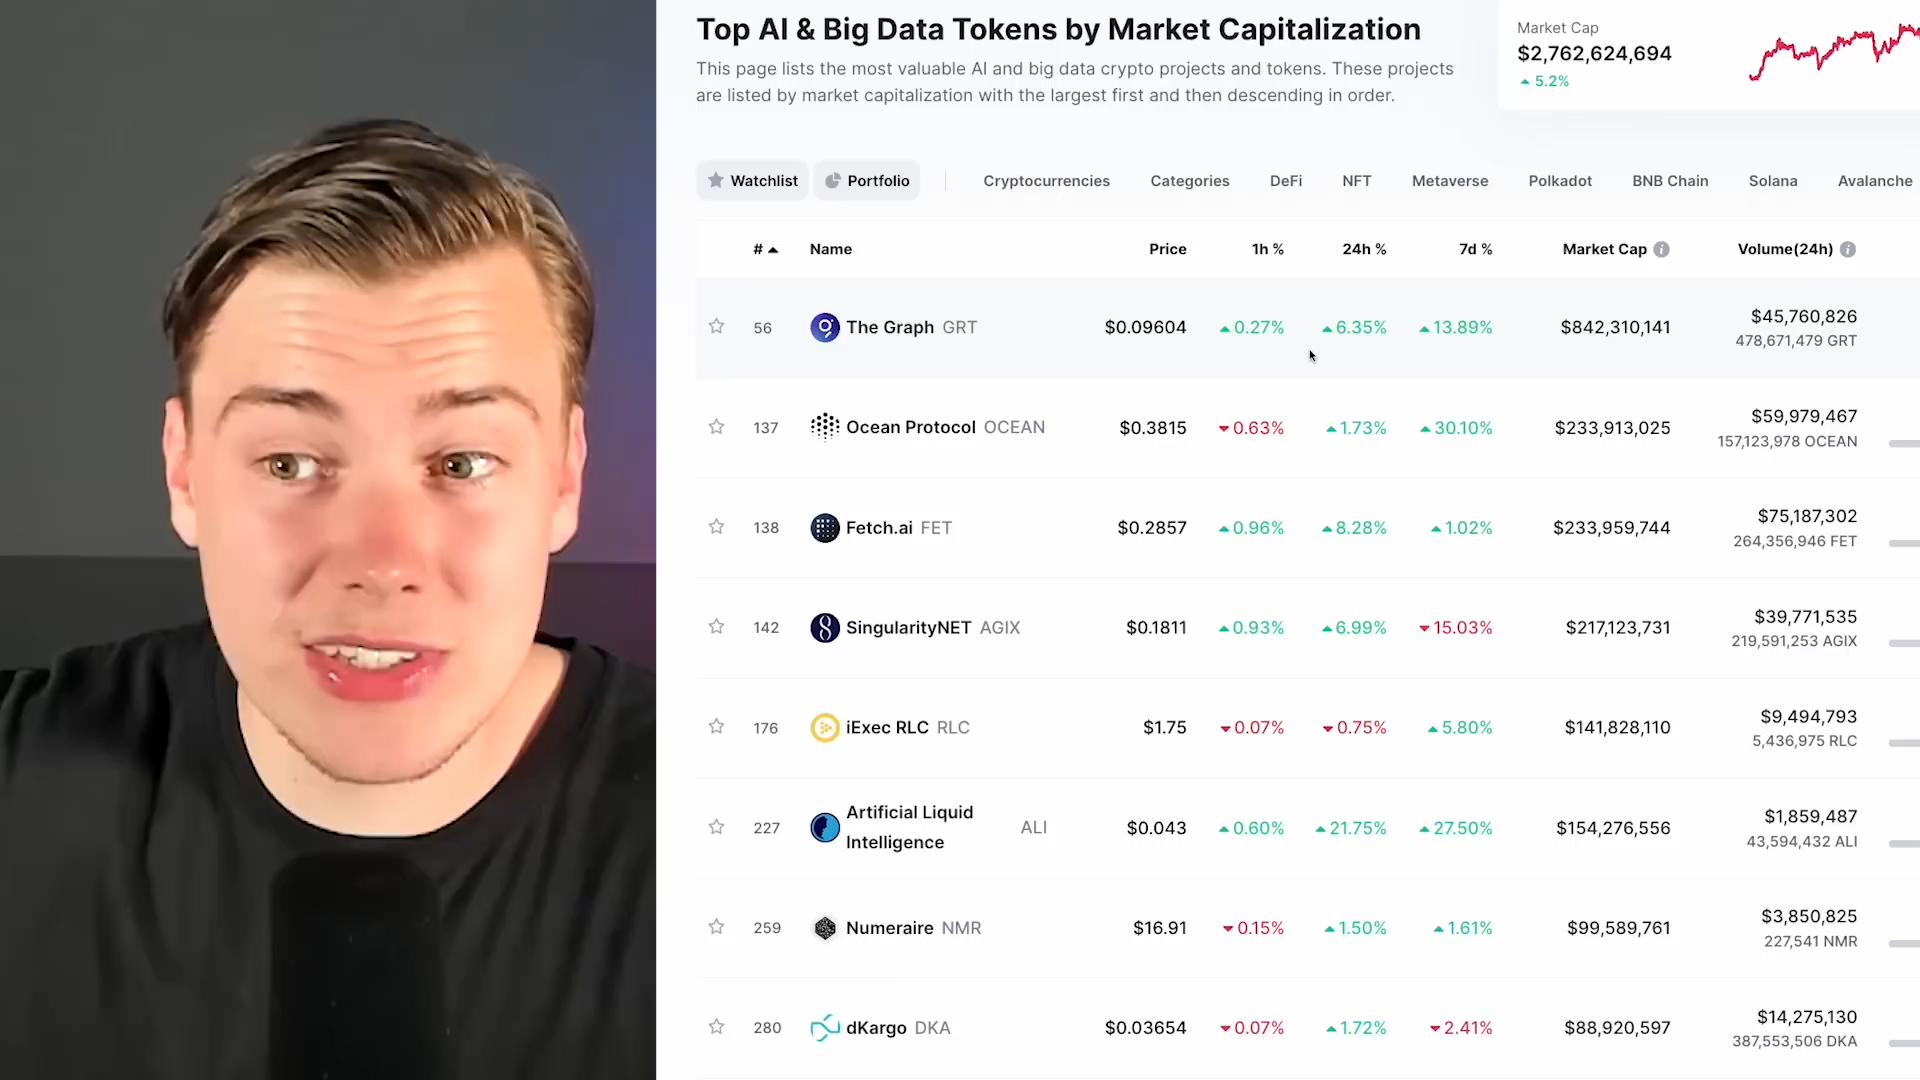 Top AI & Big Data Tokens by Market Capitalization
This page lists the most valuable AI and big data crypto projects and tokens. These projects
are listed by market capitalization with the largest first and then descending in order.
Market Cap
$2,762,624,694
5.2%
Watchlist Portfolio Cryptocurrencies Categories DeFi NFT Metaverse Polkadot BNB Chain Solana Avalanche
# Name Price 1h % 24h % 7d % Market Cap Volume(24h)
56 The Graph GRT $0.09604 0.27% 6.35% 13.89% $842,310,141 $45,760,826
478,671,479 GRT
137 Ocean Protocol OCEAN $0.3815 0.63% 1.73% 30.10% $233,913,025 $59,979,467
157,123,978 OCEAN
138 Fetch.ai FET $0.2857 0.96% 8.28% 1.02% $233,959,744 $75,187,302
264,356,946 FET
142 SingularityNET AGIX $0.1811 0.93% 6.99% 15.03% $217,123,731 $39,771,535
219,591,253 AGIX
176 iExec RLC RLC $1.75 0.07% 0.75% 5.80% $141,828,110 $9,494,793
5,436,975 RLC
227 Artificial Liquid
Intelligence ALI $0.043 0.60% 21.75% 27.50% $154,276,556 $1,859,487
43,594,432 ALI
259 Numeraire NMR $16.91 0.15% 1.50% 1.61% $99,589,761 $3,850,825
227,541 NMR
280 dKargo DKA $0.03654 0.07% 1.72% 2.41% $88,920,597 $14,275,130
387,553,506 DKA